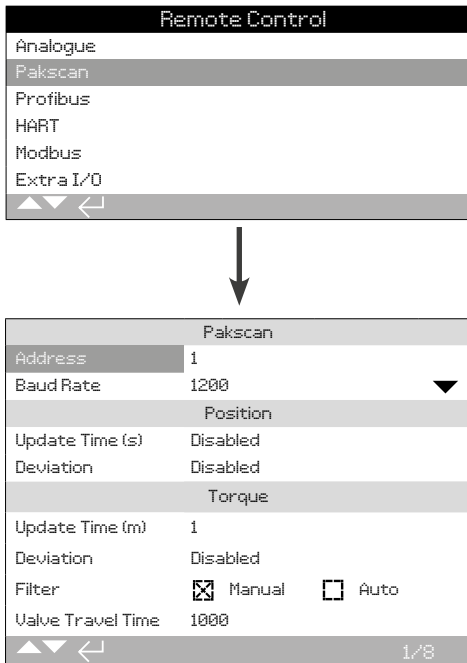 Remote Control
Analogue
Pakscan
Profibus
HART
Modbus
Extra I/O
Pakscan
Address 1
Baud Rate 1200
Position
Update Time (s) Disabled
Deviation Disabled
Torque
Update Time (m) 1
Deviation Disabled
Filter Manual Auto
Valve Travel Time 1000
1/8